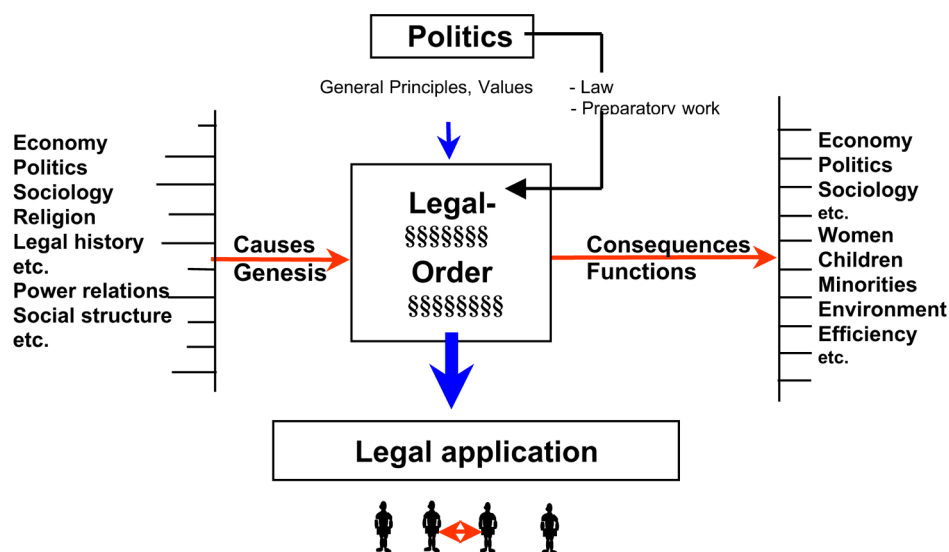 Politics
General Principles, Values
- Law
- Preparatory work
Economy
Politics
Sociology
Religion
Legal history
etc.
Power relations
Social structure
etc.
Causes
Genesis
Legal-
§§§§§§§
Order
§§§§§§§§
Consequences
Functions
Economy
Politics
Sociology
etc.
Women
Children
Minorities
Environment
Efficiency
etc.
Legal application